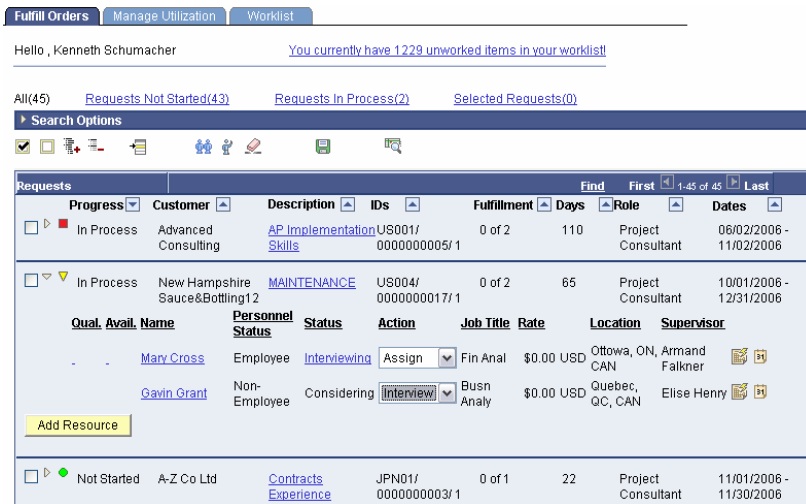 Fulfill Orders Manage Utilization Worklist
Hello , Kenneth Schumacher You currently have 1229 unworked items in your worklist!
All(45) Requests Not Started(43) Requests In Process(2) Selected Requests(0)
Search Options
Requests Find First 1-45 of 45 Last
Progress Customer Description IDs Fulfillment Days Role Dates
In Process Advanced AP Implementation US001/ 0 of 2 110 Project 06/02/2006 -
Consulting Skills 0000000005/ 1 Consultant 11/02/2006
In Process New Hampshire MAINTENANCE US004/ 0 of 2 65 Project 10/01/2006 -
Sauce&Bottling12 0000000017/ 1 Consultant 12/31/2006
Qual. Avail. Name Personnel Status Action Job Title Rate Location Supervisor
Status
Mary Cross Employee Interviewing Assign Fin Anal $0.00 USD Ottowa, ON, Armand
CAN Falkner
Gavin Grant Non- Considering Interview Busn $0.00 USD Quebec, Elise Henry
Employee Analy QC, CAN
Add Resource
Not Started A-Z Co Ltd Contracts JPN01/ 0 of 1 22 Project 11/01/2006 -
Experience 0000000003/ 1 Consultant 11/30/2006